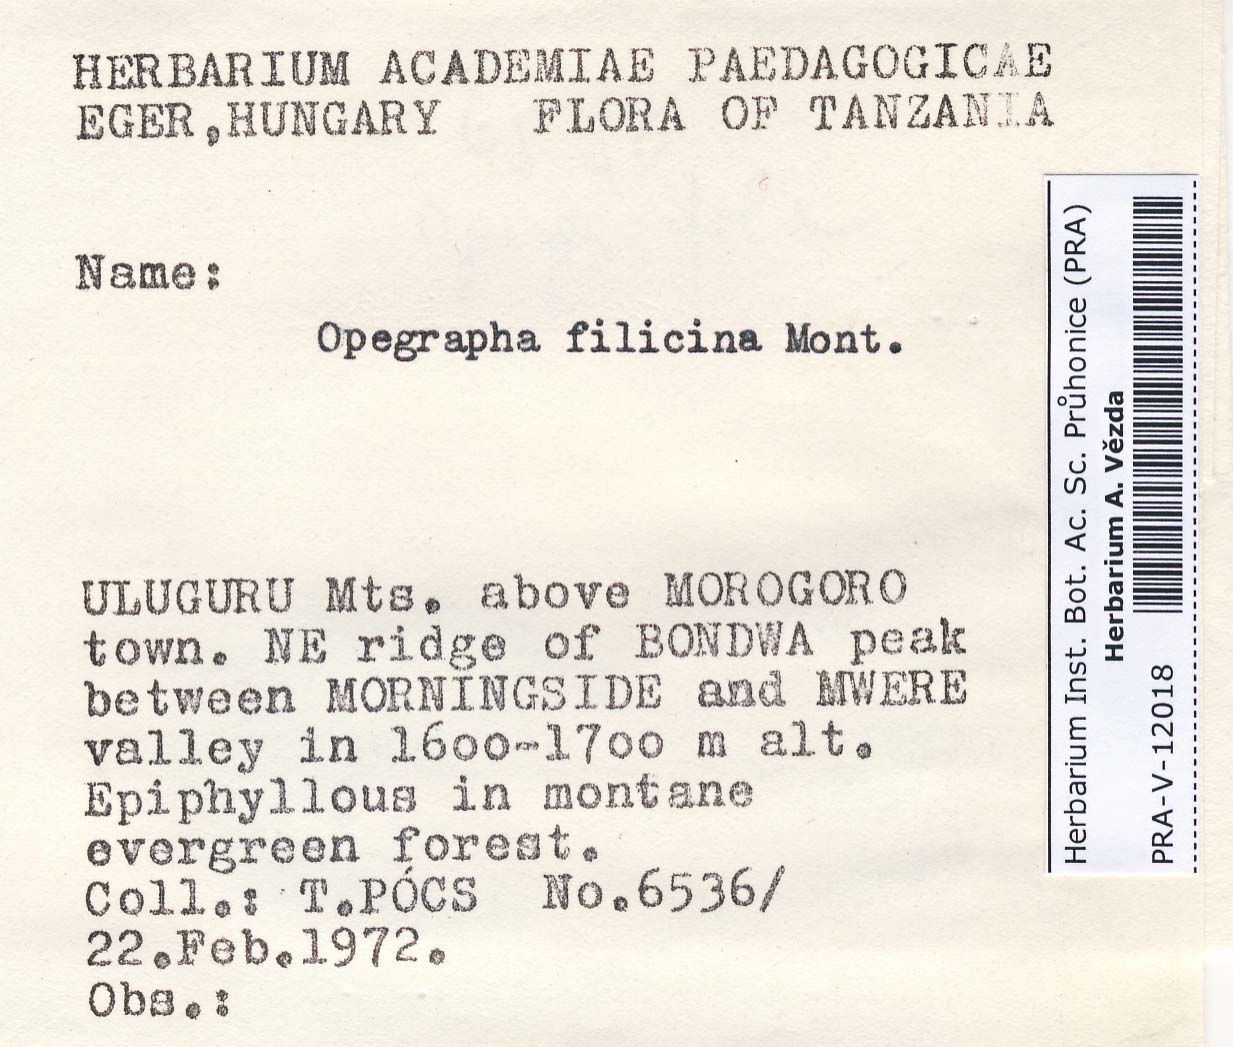 HERBARIUM ACADEMIAE PAEDAGOGICAE
EGER,HUNGARY FLORA OF TANZANIA
Name:
Opegrapha filicina Mont.
ULUGURU Mts. above MOROGORO
town. NE ridge of BONDWA peak
between MORNINGSIDE and MWERE
valley in 1600-1700 m alt.
Epiphyllous in montane
evergreen forest.
Coll.: T.PÓCS No.6536/
22.Feb.1972.
Obs.:
Herbarium Inst. Bot. Ac. Sc. Průhonice (PRA)
Herbarium A. Vězda
PRA-V-12018